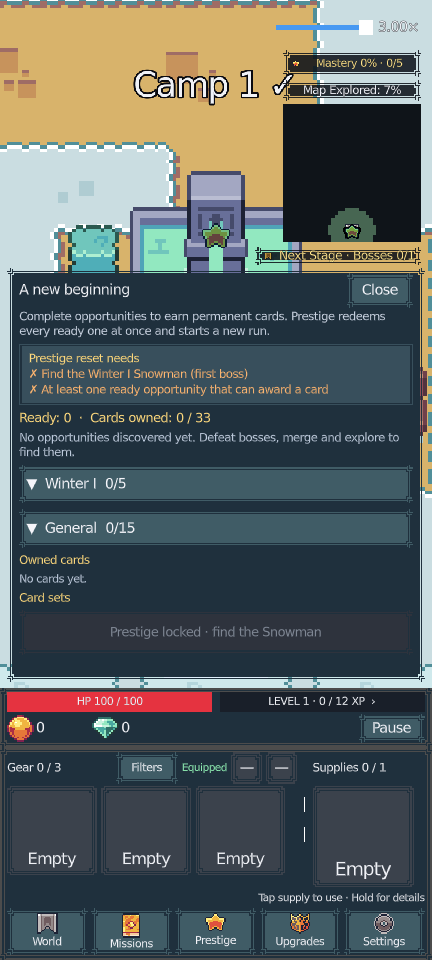 3.00×
Mastery 0% · 0/5
Camp 1 ✓
Map Explored: 7%
Next Stage · Bosses 0/1
A new beginning
Close
Complete opportunities to earn permanent cards. Prestige redeems
every ready one at once and starts a new run.
Prestige reset needs
✗ Find the Winter I Snowman (first boss)
✗ At least one ready opportunity that can award a card
Ready: 0 · Cards owned: 0 / 33
No opportunities discovered yet. Defeat bosses, merge and explore to
find them.
▼ Winter I 0/5
▼ General 0/15
Owned cards
No cards yet.
Card sets
Prestige locked · find the Snowman
HP 100 / 100
LEVEL 1 · 0 / 12 XP ›
0
0
Pause
Gear 0 / 3
Filters
Equipped
—
—
Supplies 0 / 1
Empty
Empty
Empty
Empty
Tap supply to use · Hold for details
World
Missions
Prestige
Upgrades
Settings